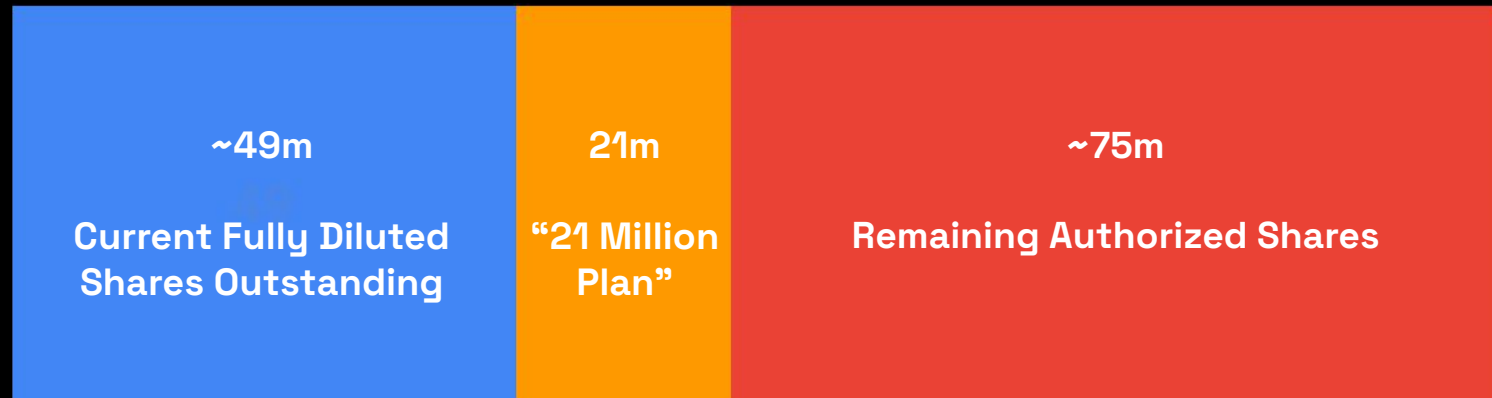 ~49m
Current Fully Diluted
Shares Outstanding
21m
“21 Million
Plan”
~75m
Remaining Authorized Shares